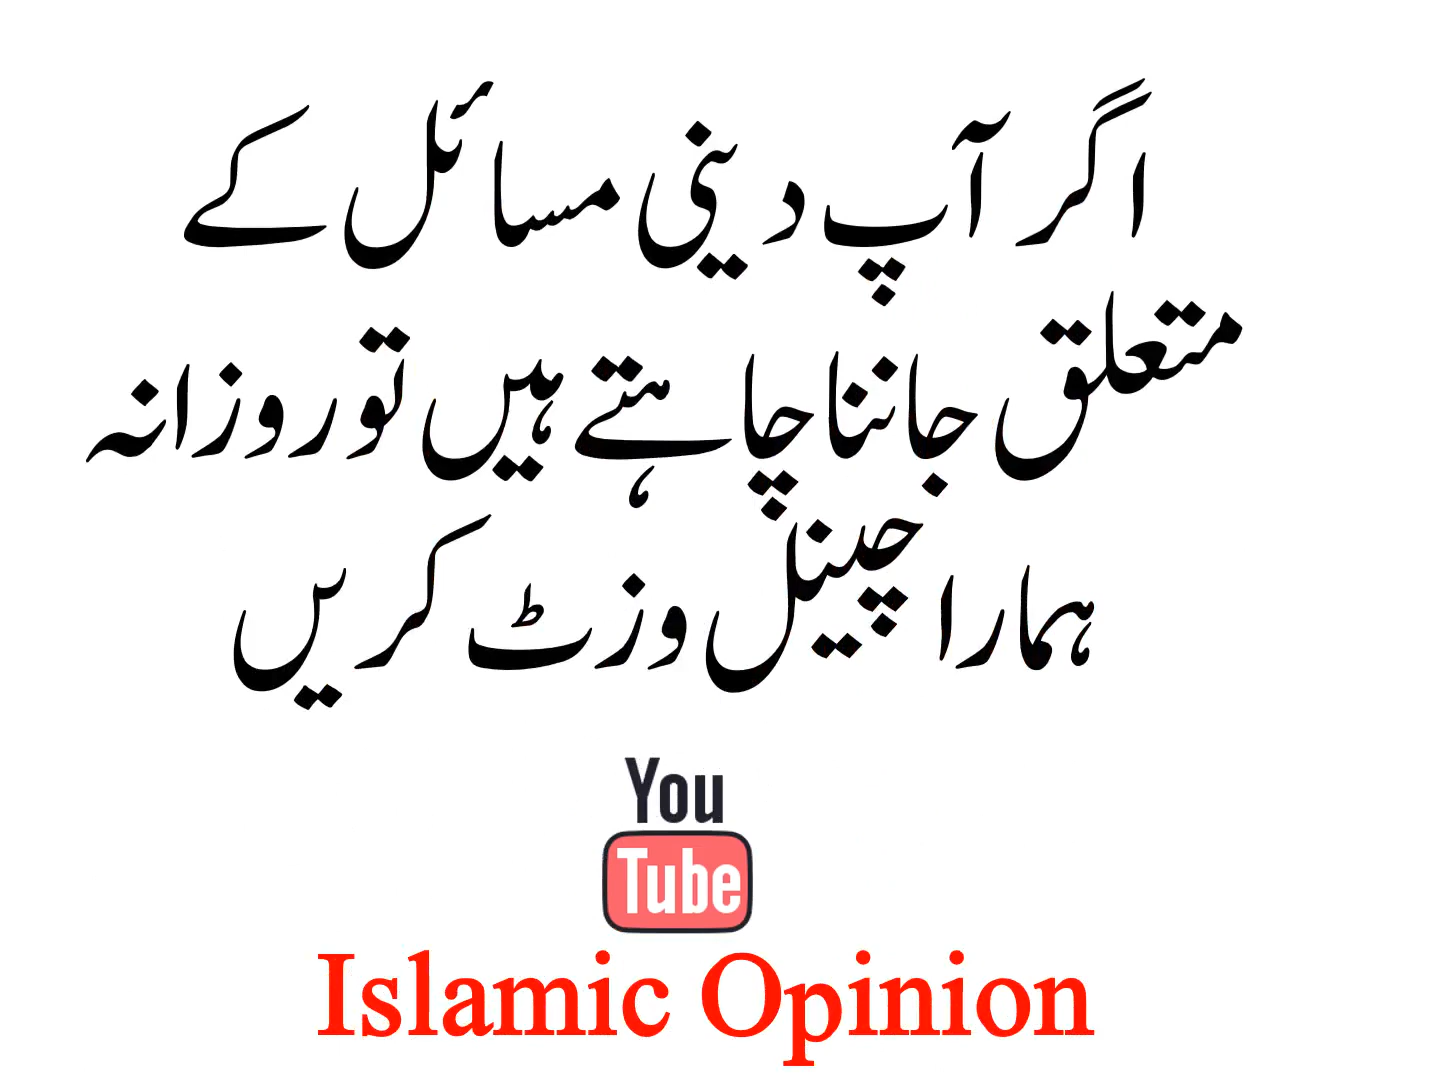 اگر آپ دینی مسائل کے
متعلق جاننا چاہتے ہیں تو روزانہ
ہمارا چینل وزٹ کریں
You
Tube
Islamic Opinion